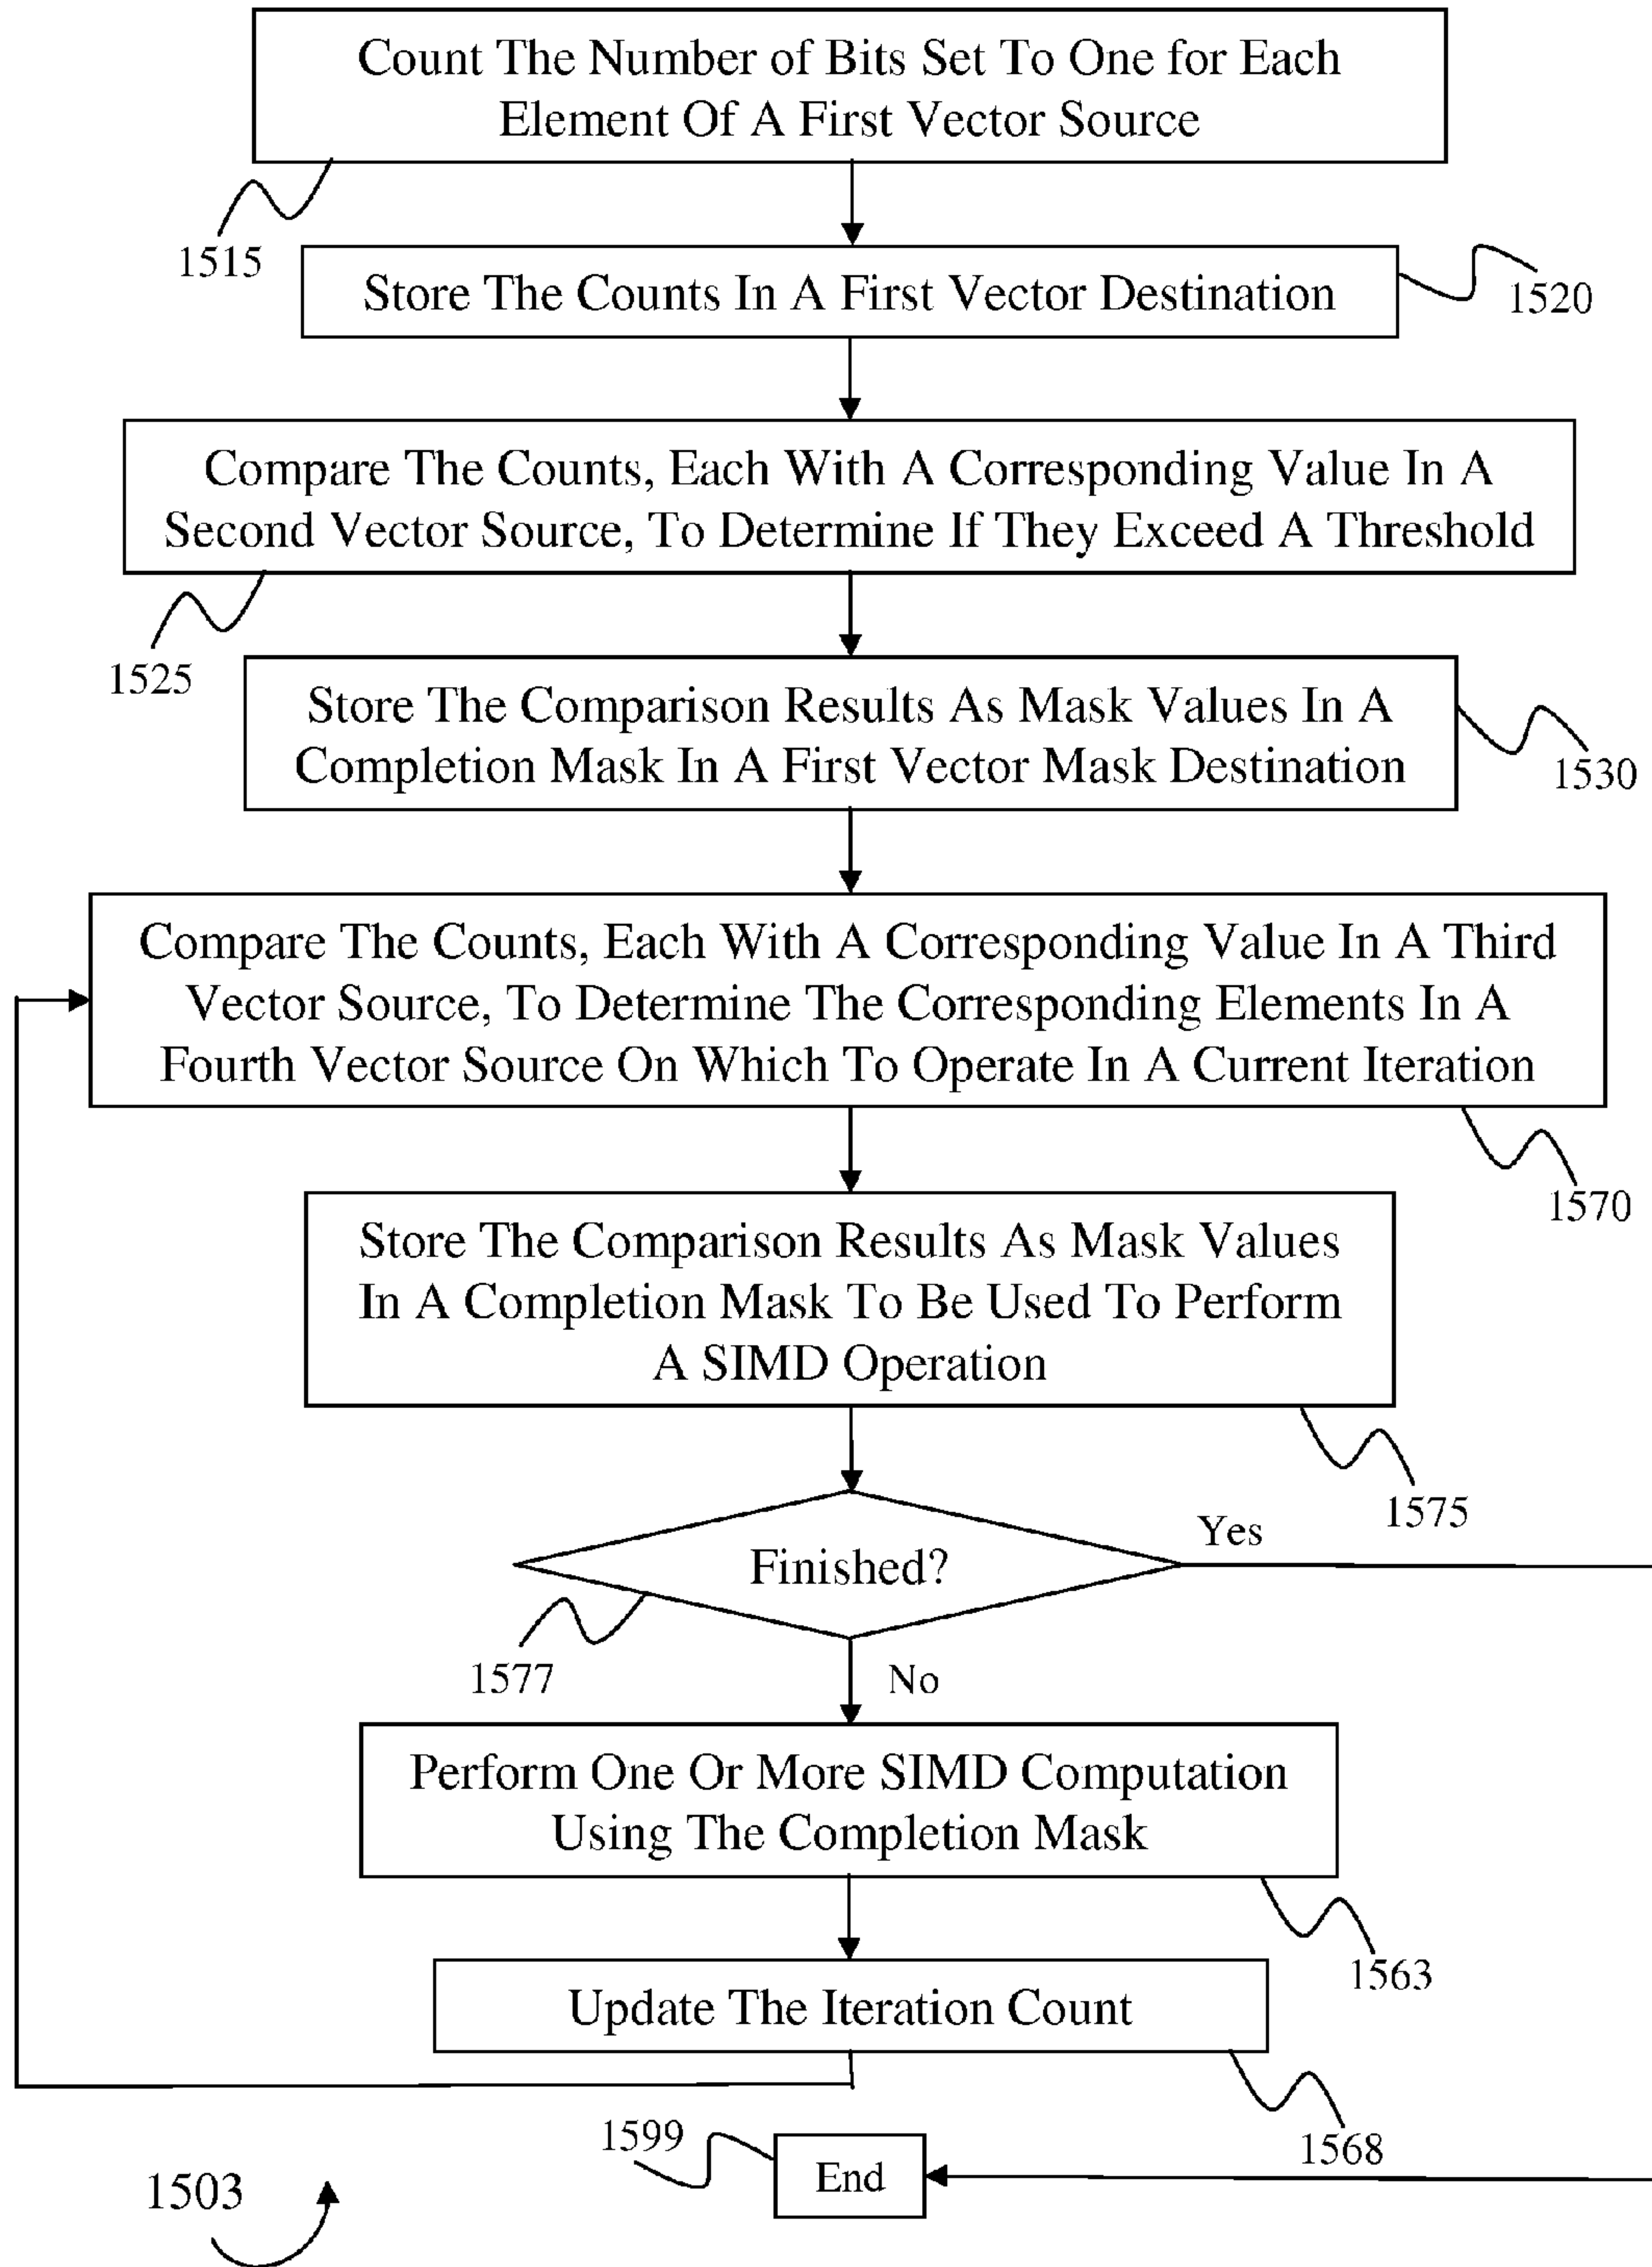 Count The Number of Bits Set To One for Each
Element Of A First Vector Source
1515
Store The Counts In A First Vector Destination
1520
Compare The Counts, Each With A Corresponding Value In A
Second Vector Source, To Determine If They Exceed A Threshold
1525
Store The Comparison Results As Mask Values In A
Completion Mask In A First Vector Mask Destination
1530
Compare The Counts, Each With A Corresponding Value In A Third
Vector Source, To Determine The Corresponding Elements In A
Fourth Vector Source On Which To Operate In A Current Iteration
1570
Store The Comparison Results As Mask Values
In A Completion Mask To Be Used To Perform
A SIMD Operation
1575
Yes
Finished?
1577
No
Perform One Or More SIMD Computation
Using The Completion Mask
1563
Update The Iteration Count
1568
1599
End
1503